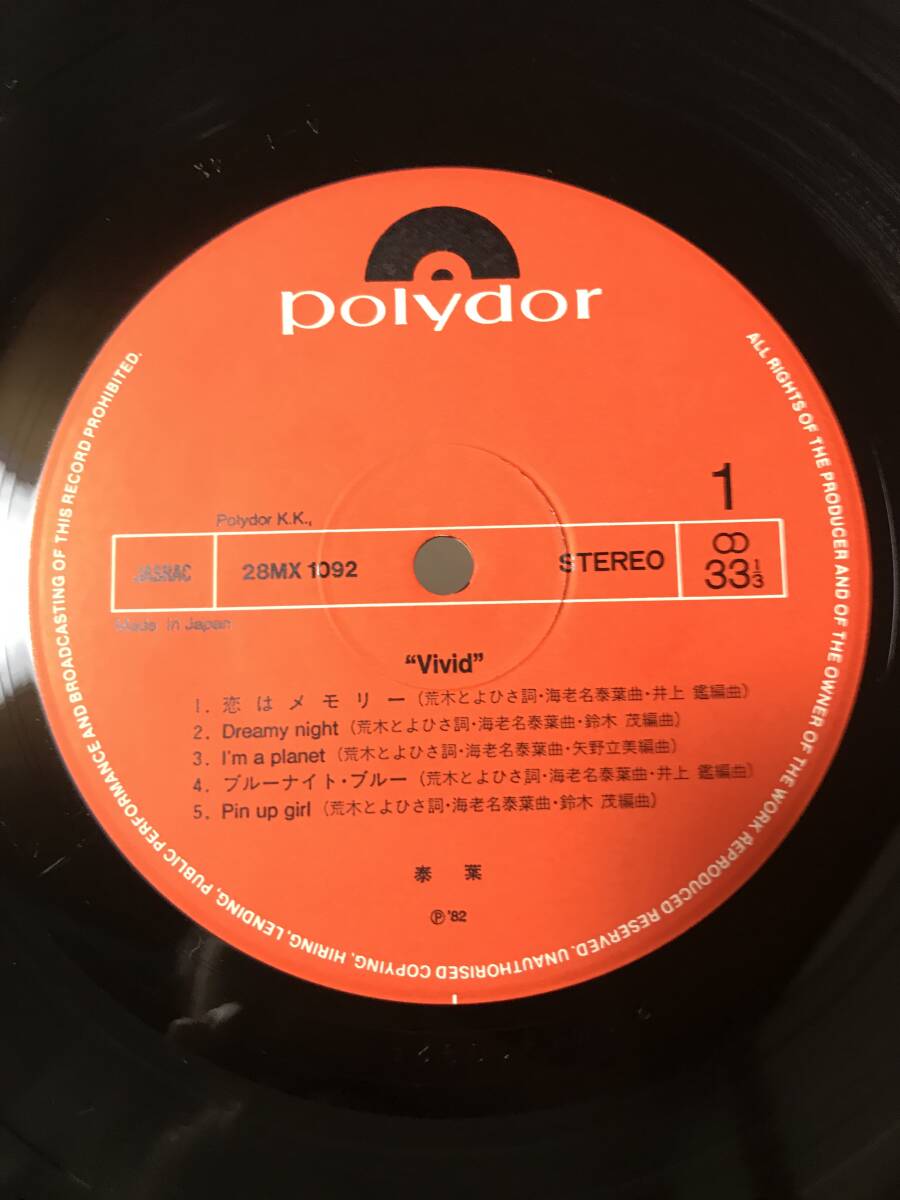 polydor
1
Polydor K.K.,
JASRAC
28MX 1092
STEREO
33 1/3
Made in Japan
"Vivid"
1. 恋はメモリー (荒木とよひさ詞・海老名泰葉曲・井上 鑑編曲)
2. Dreamy night (荒木とよひさ詞・海老名泰葉曲・鈴木 茂編曲)
3. I'm a planet (荒木とよひさ詞・海老名泰葉曲・矢野立美編曲)
4. ブルーナイト・ブルー (荒木とよひさ詞・海老名泰葉曲・井上 鑑編曲)
5. Pin up girl (荒木とよひさ詞・海老名泰葉曲・鈴木 茂編曲)
泰葉
Ⓟ '82
ALL RIGHTS OF THE PRODUCER AND OF THE OWNER OF THE WORK REPRODUCED RESERVED. UNAUTHORISED COPYING, HIRING, LENDING, PUBLIC PERFORMANCE AND BROADCASTING OF THIS RECORD PROHIBITED.